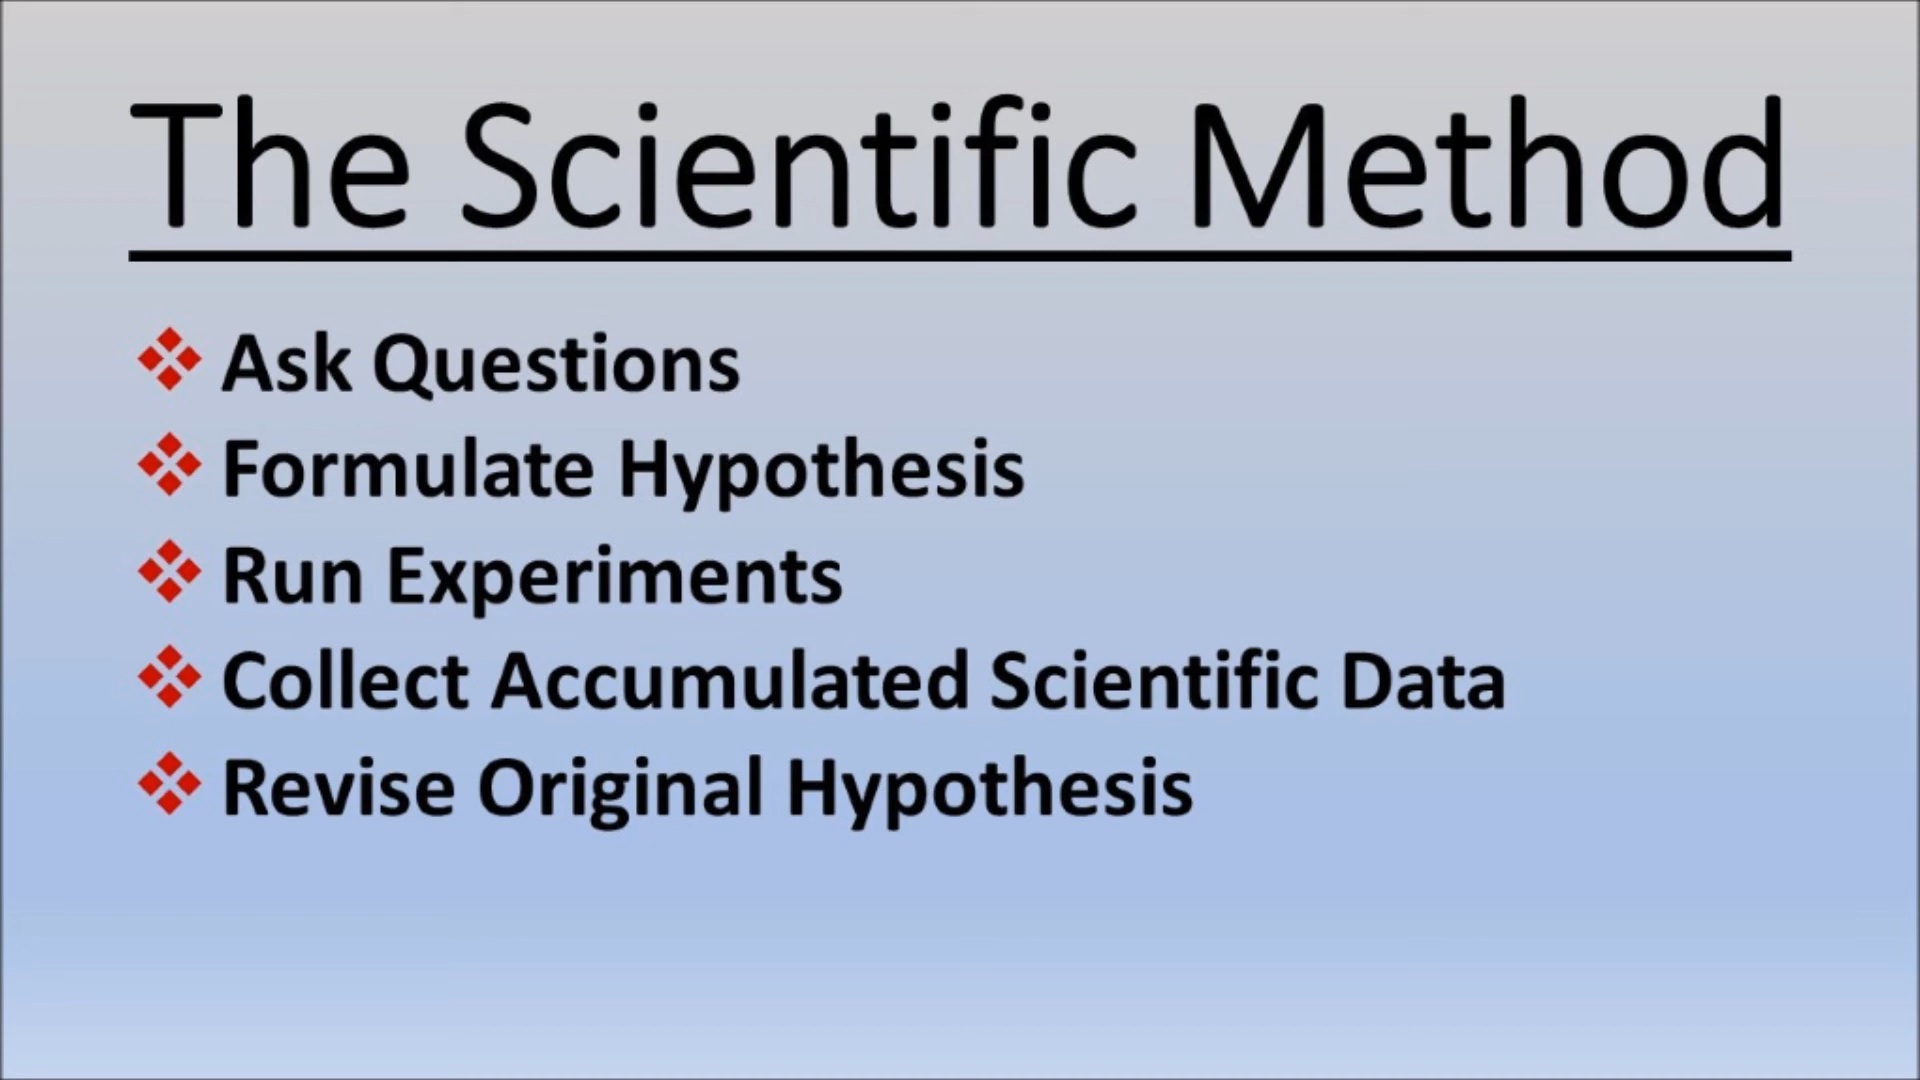 The Scientific Method
Ask Questions
Formulate Hypothesis
Run Experiments
Collect Accumulated Scientific Data
Revise Original Hypothesis